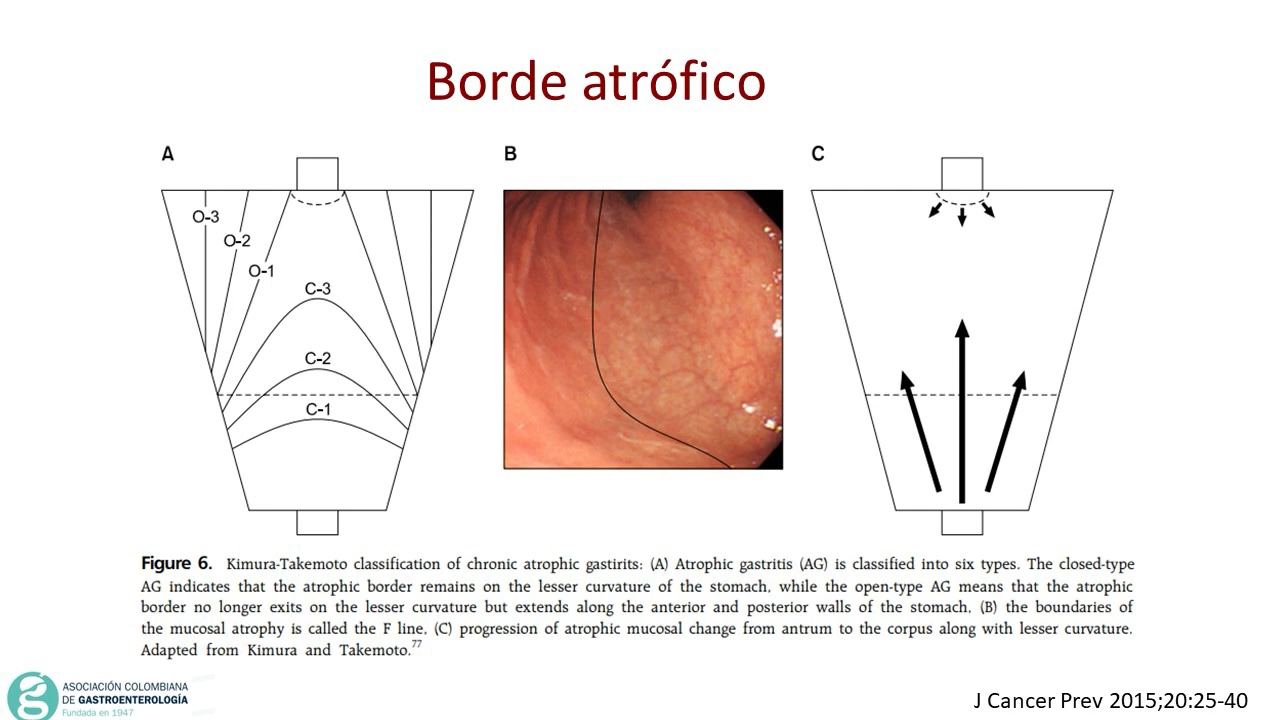 Borde atrófico
A
B
C
O-3
O-2
O-1
C-3
C-2
C-1
Figure 6. Kimura-Takemoto classification of chronic atrophic gastirits: (A) Atrophic gastritis (AG) is classified into six types. The closed-type
AG indicates that the atrophic border remains on the lesser curvature of the stomach, while the open-type AG means that the atrophic
border no longer exits on the lesser curvature but extends along the anterior and posterior walls of the stomach, (B) the boundaries of
the mucosal atrophy is called the F line, (C) progression of atrophic mucosal change from antrum to the corpus along with lesser curvature.
Adapted from Kimura and Takemoto.77
ASOCIACIÓN COLOMBIANA
DE GASTROENTEROLOGÍA
Fundada en 1947
J Cancer Prev 2015;20:25-40